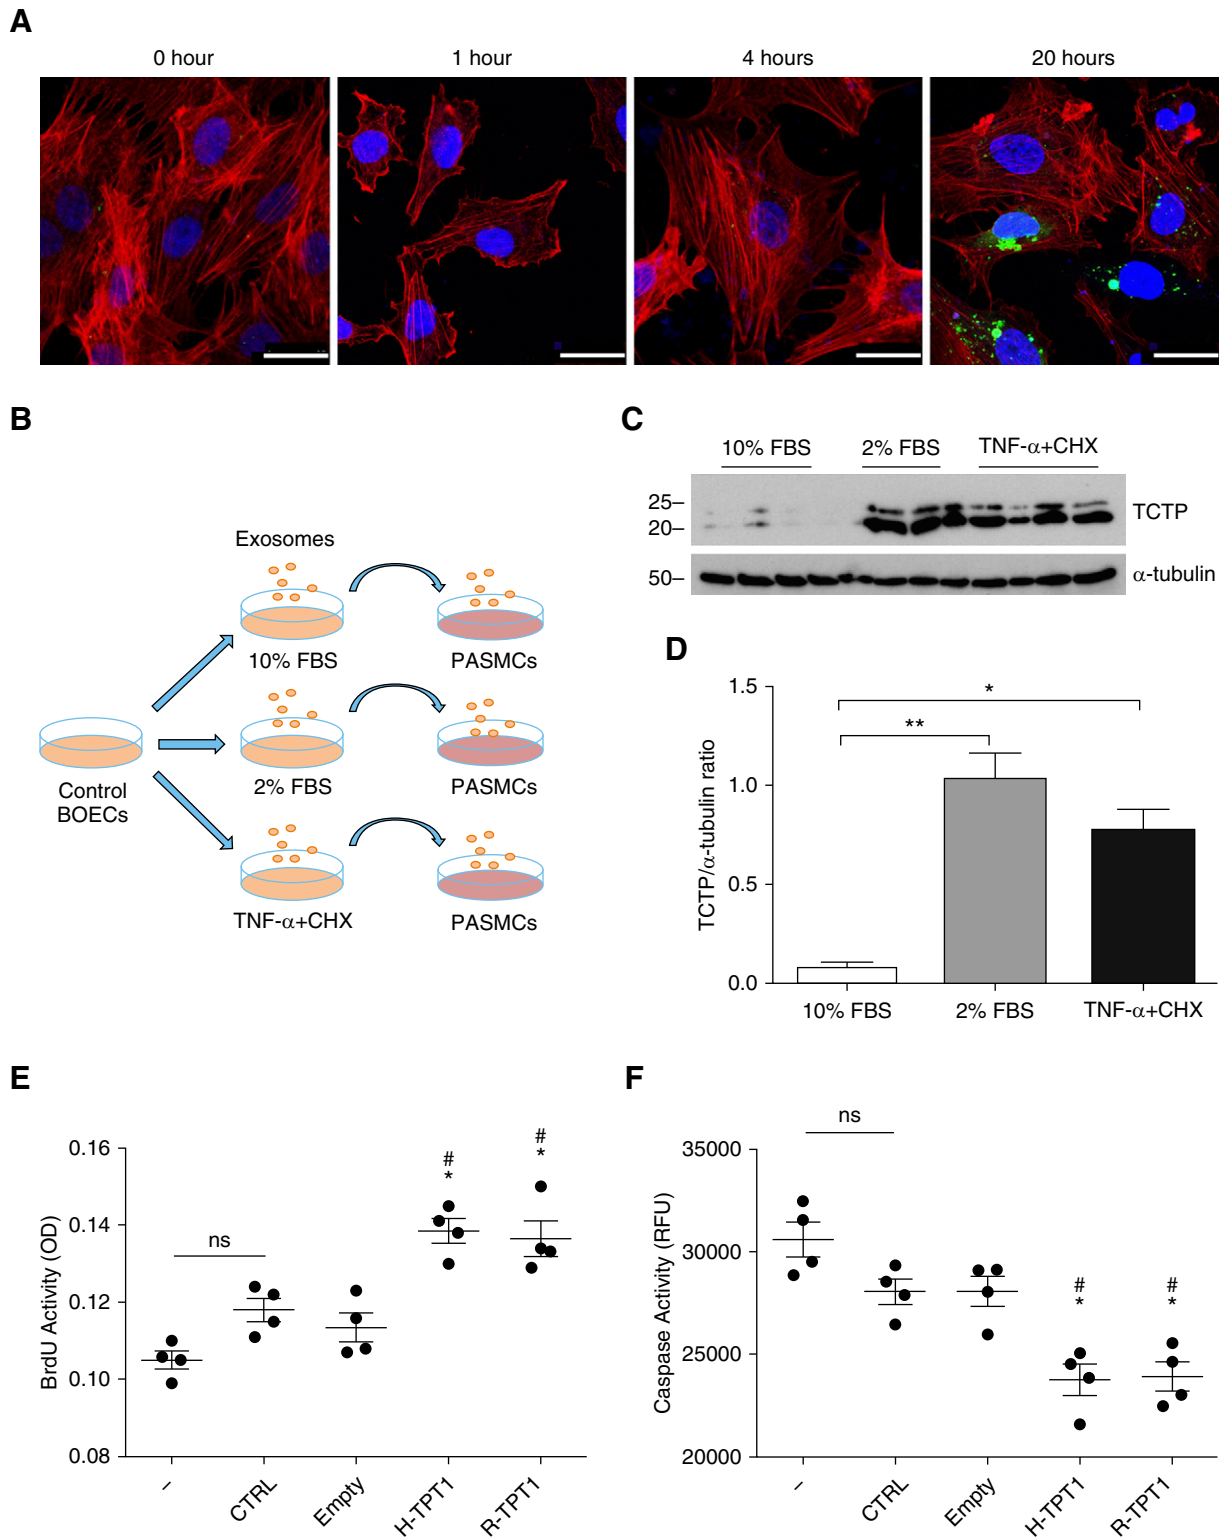 A
0 hour
1 hour
4 hours
20 hours
B
Exosomes
10% FBS
PASMCs
Control
BOECs
2% FBS
PASMCs
TNF-α+CHX
PASMCs
C
10% FBS
2% FBS
TNF-α+CHX
25–
20–
TCTP
50–
α-tubulin
D
TCTP/α-tubulin ratio
1.5
1.0
0.5
0.0
*
**
10% FBS
2% FBS
TNF-α+CHX
E
BrdU Activity (OD)
0.16
0.14
0.12
0.10
0.08
ns
#
*
#
*
–
CTRL
Empty
H-TPT1
R-TPT1
F
Caspase Activity (RFU)
35000
30000
25000
20000
ns
#
*
#
*
–
CTRL
Empty
H-TPT1
R-TPT1